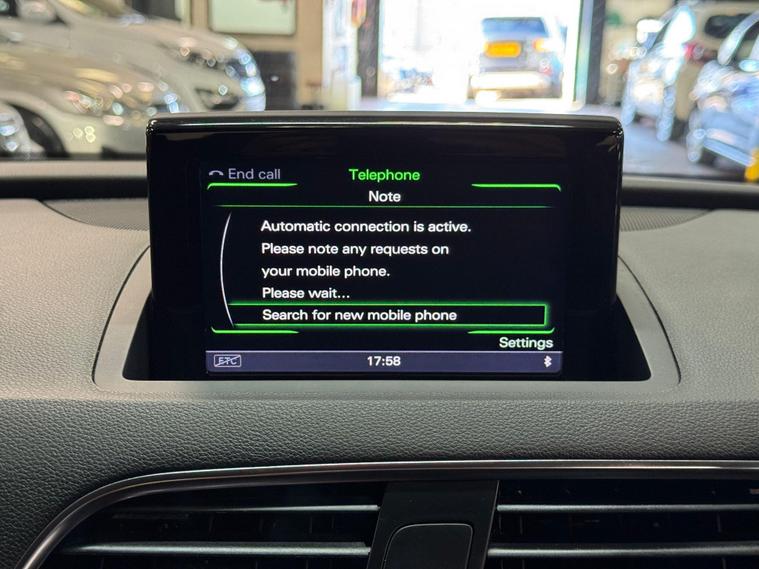 End call
Telephone
Note
Automatic connection is active.
Please note any requests on
your mobile phone.
Please wait...
Search for new mobile phone
Settings
ETC
17:58